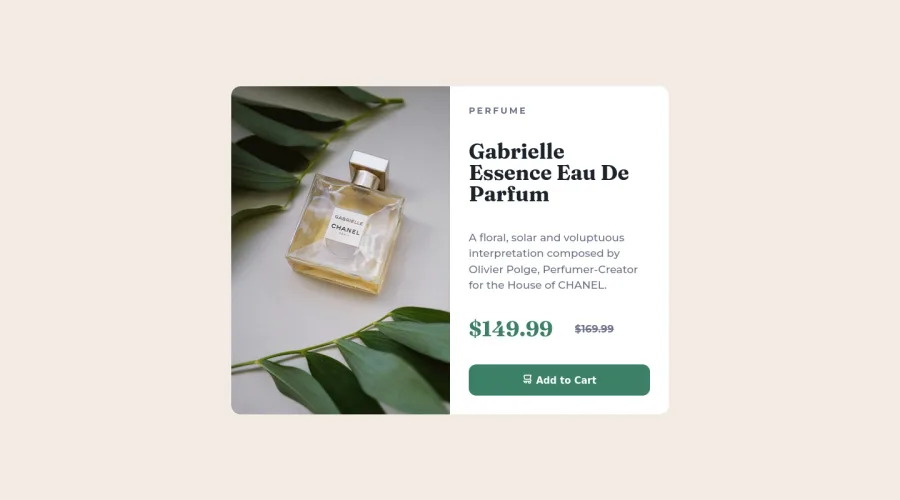 GABRIELLE
CHANEL
PERFUME
Gabrielle
Essence Eau De
Parfum
A floral, solar and voluptuous
interpretation composed by
Olivier Polge, Perfumer-Creator
for the House of CHANEL.
$149.99 $169.99
Add to Cart